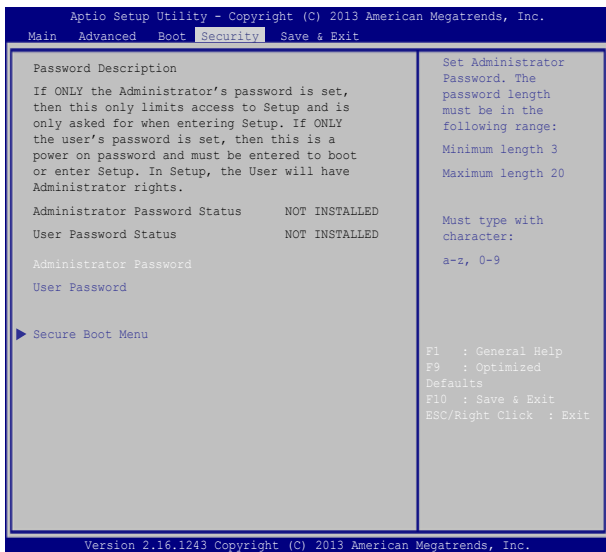 Aptio Setup Utility - Copyright (C) 2013 American Megatrends, Inc.
Main Advanced Boot Security Save & Exit
Password Description
If ONLY the Administrator's password is set,
then this only limits access to Setup and is
only asked for when entering Setup. If ONLY
the user's password is set, then this is a
power on password and must be entered to boot
or enter Setup. In Setup, the User will have
Administrator rights.
Administrator Password Status NOT INSTALLED
User Password Status NOT INSTALLED
Administrator Password
User Password
Secure Boot Menu
Set Administrator
Password. The
password length
must be in the
following range:
Minimum length 3
Maximum length 20
Must type with
character:
a-z, 0-9
F1 : General Help
F9 : Optimized
Defaults
F10 : Save & Exit
ESC/Right Click : Exit
Version 2.16.1243 Copyright (C) 2013 American Megatrends, Inc.